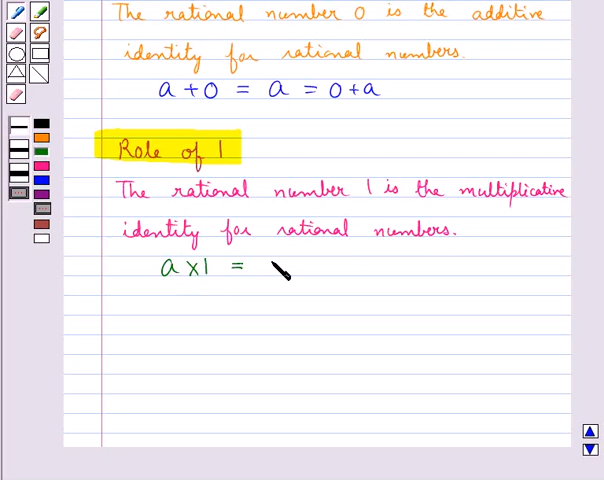 The rational number 0 is the additive
identity for rational numbers.
a + 0 = a = 0 + a
Role of 1
The rational number 1 is the multiplicative
identity for rational numbers.
a × 1 =